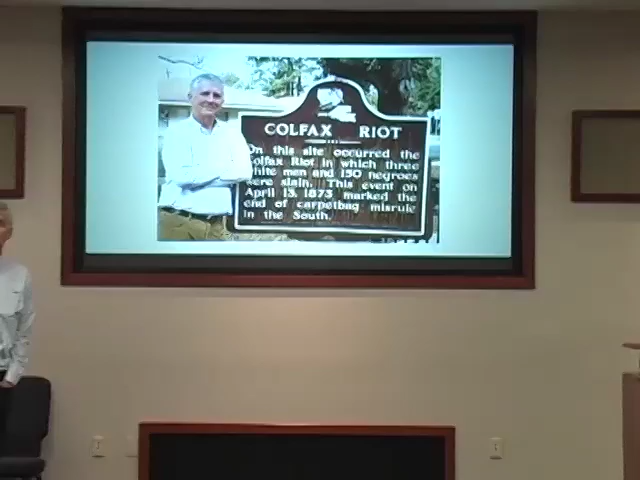 COLFAX RIOT
On this site occurred the
Colfax Riot in which three
white men and 150 negroes
were slain. This event on
April 13, 1873 marked the
end of carpetbag misrule
in the South.